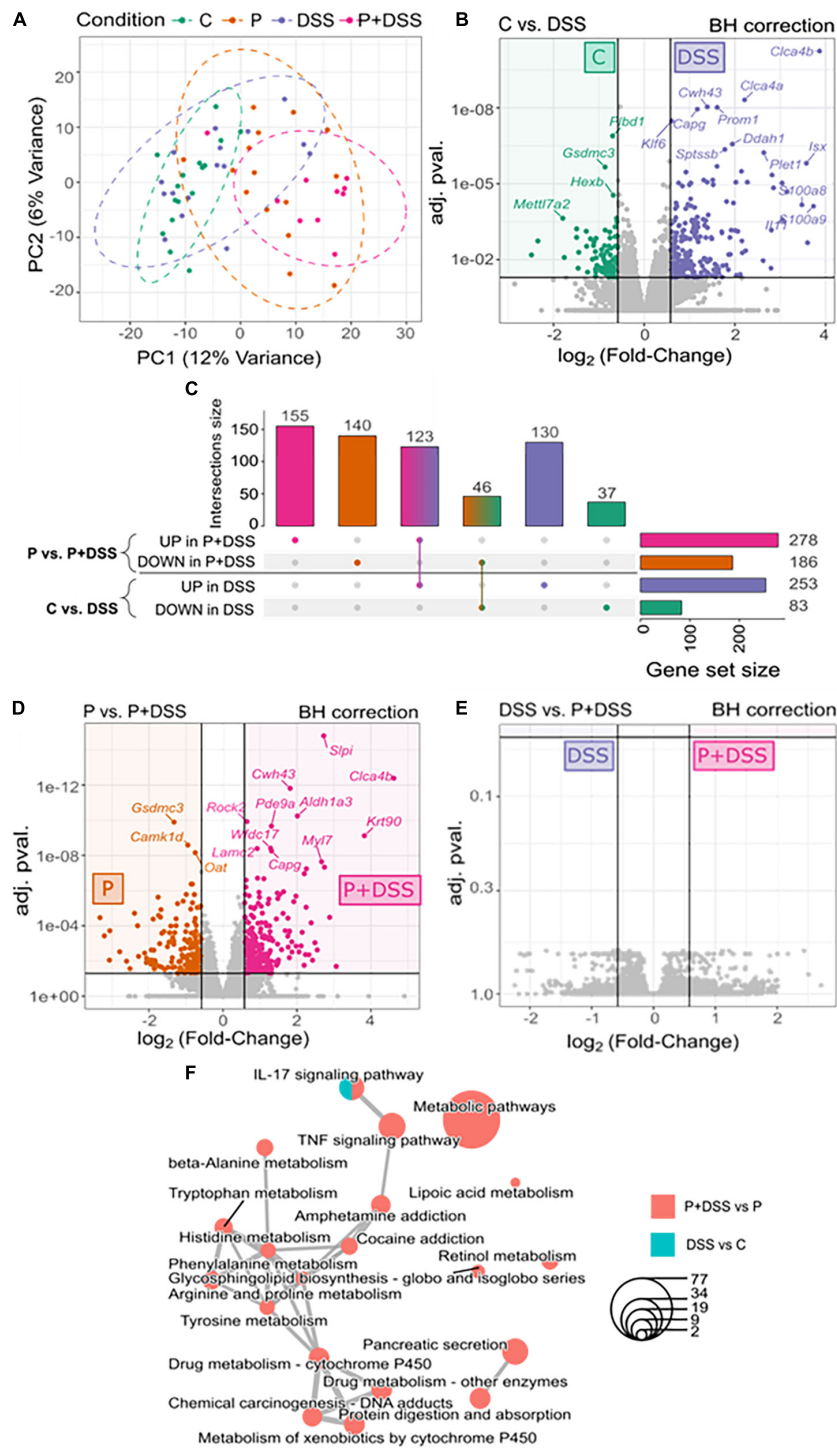 A
Condition C P DSS P+DSS
20
10
0
-10
-20
PC2 (6% Variance)
-20 -10 0 10 20 30
PC1 (12% Variance)
B
C vs. DSS BH correction
C DSS
Clca4b
Clca4a
Cwh43
Prom1
Plbd1
Klf6
Capg
Ddah1
Gsdmc3
Sptssb
Isx
Plet1
Hexb
S100a8
Mettl7a2
S100a9
Il11
1e-08
1e-05
1e-02
adj. pval.
-2 0 2 4
log2 (Fold-Change)
C
Intersections size
150
100
50
0
155 140 123 46 130 37
P vs. P+DSS
UP in P+DSS 278
DOWN in P+DSS 186
C vs. DSS
UP in DSS 253
DOWN in DSS 83
0 100 200
Gene set size
D
P vs. P+DSS BH correction
Slpi
Cwh43
Clca4b
Gsdmc3
Rock2
Pde9a
Aldh1a3
Krt90
Camk1d
Wfdc17
Myl7
Lamc2
Capg
Oat
P P+DSS
1e-12
1e-08
1e-04
1e+00
adj. pval.
-2 0 2 4
log2 (Fold-Change)
E
DSS vs. P+DSS BH correction
DSS P+DSS
0.1
0.3
1.0
adj. pval.
-2 -1 0 1 2
log2 (Fold-Change)
F
IL-17 signaling pathway
Metabolic pathways
TNF signaling pathway
beta-Alanine metabolism
Lipoic acid metabolism
Tryptophan metabolism
Amphetamine addiction
Histidine metabolism
Cocaine addiction
Retinol metabolism
Phenylalanine metabolism
Glycosphingolipid biosynthesis - globo and isoglobo series
Arginine and proline metabolism
Tyrosine metabolism
Pancreatic secretion
Drug metabolism - cytochrome P450
Drug metabolism - other enzymes
Chemical carcinogenesis - DNA adducts
Protein digestion and absorption
Metabolism of xenobiotics by cytochrome P450
P+DSS vs P
DSS vs C
77
34
19
9
2